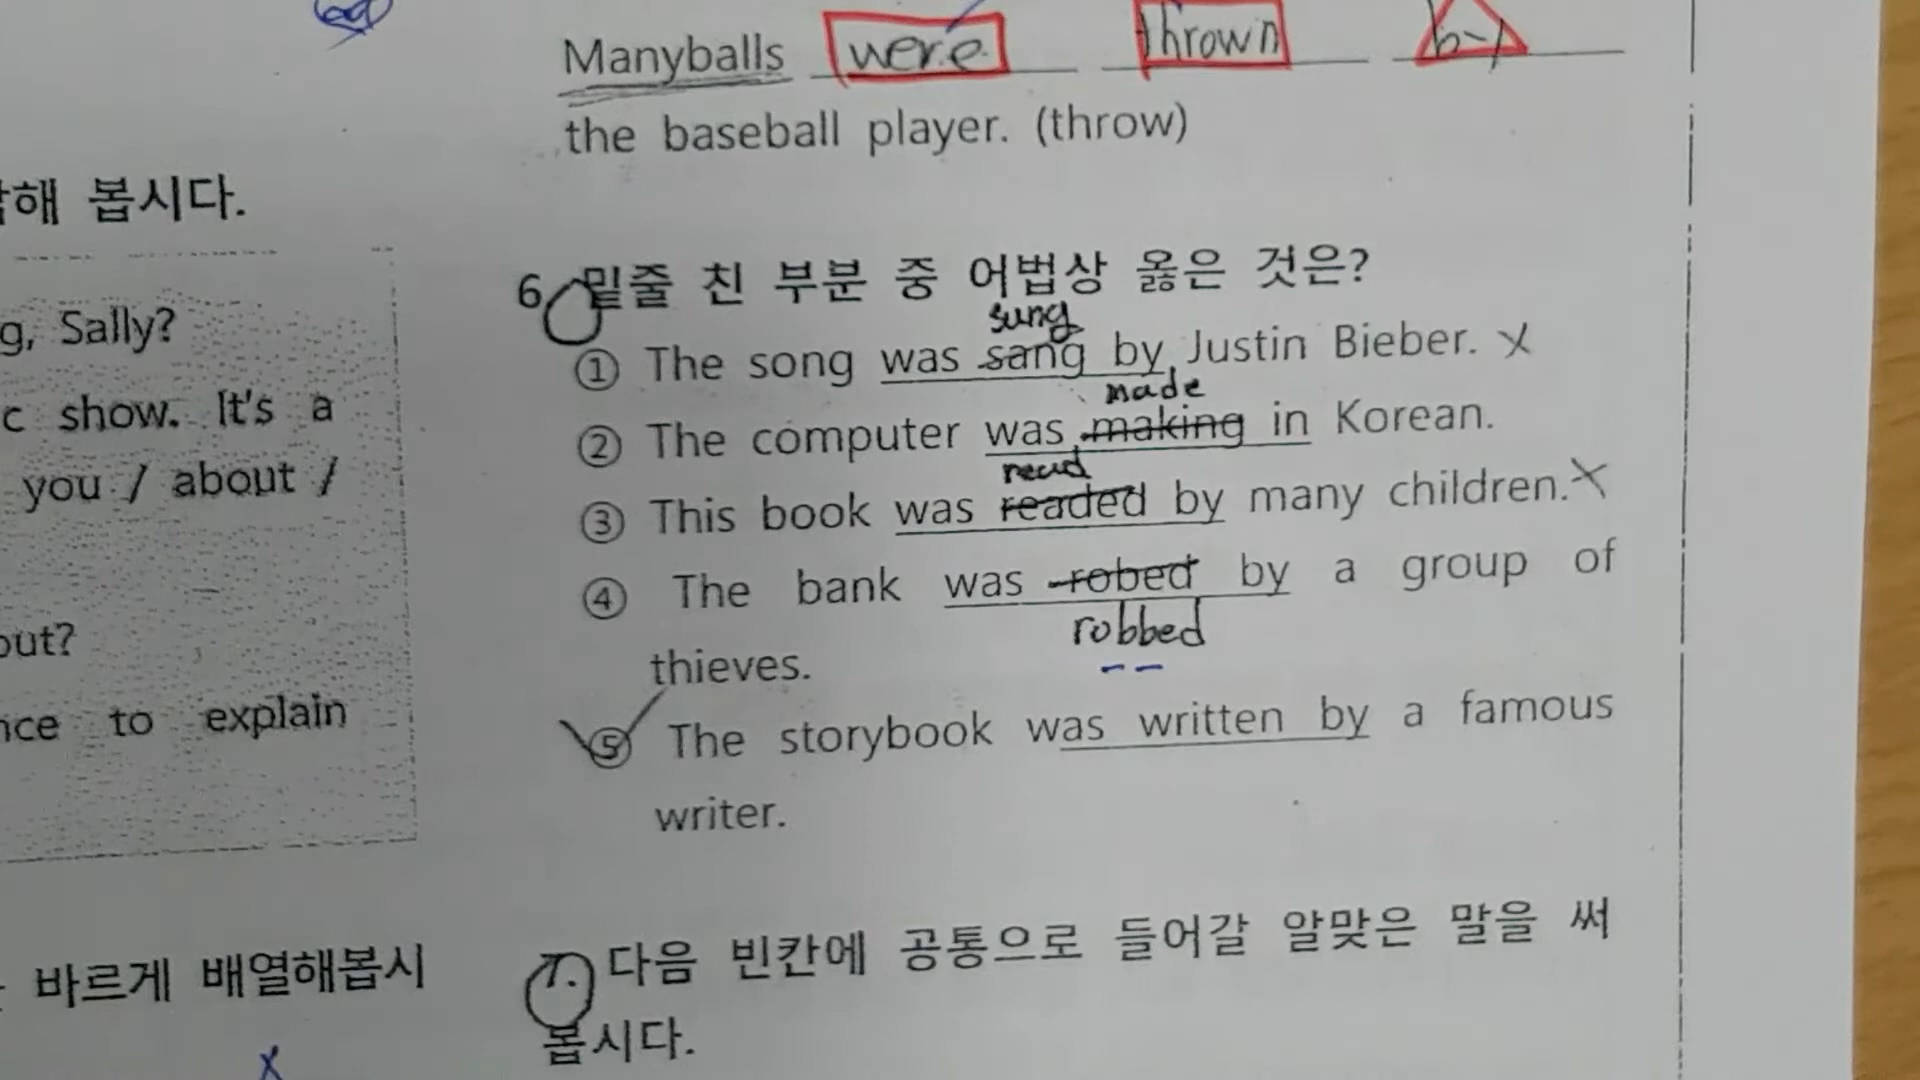 Manyballs were thrown by
the baseball player. (throw)
해 봅시다.
g, Sally?
c show. It's a
you / about /
out?
nce to explain
바르게 배열해봅시
x
6. 밑줄 친 부분 중 어법상 옳은 것은?
sung
① The song was sang by Justin Bieber. X
made
② The computer was making in Korean.
read
③ This book was readed by many children. X
④ The bank was robed by a group of
robbed
thieves.
⑤ The storybook was written by a famous
writer.
7. 다음 빈칸에 공통으로 들어갈 알맞은 말을 써
봅시다.